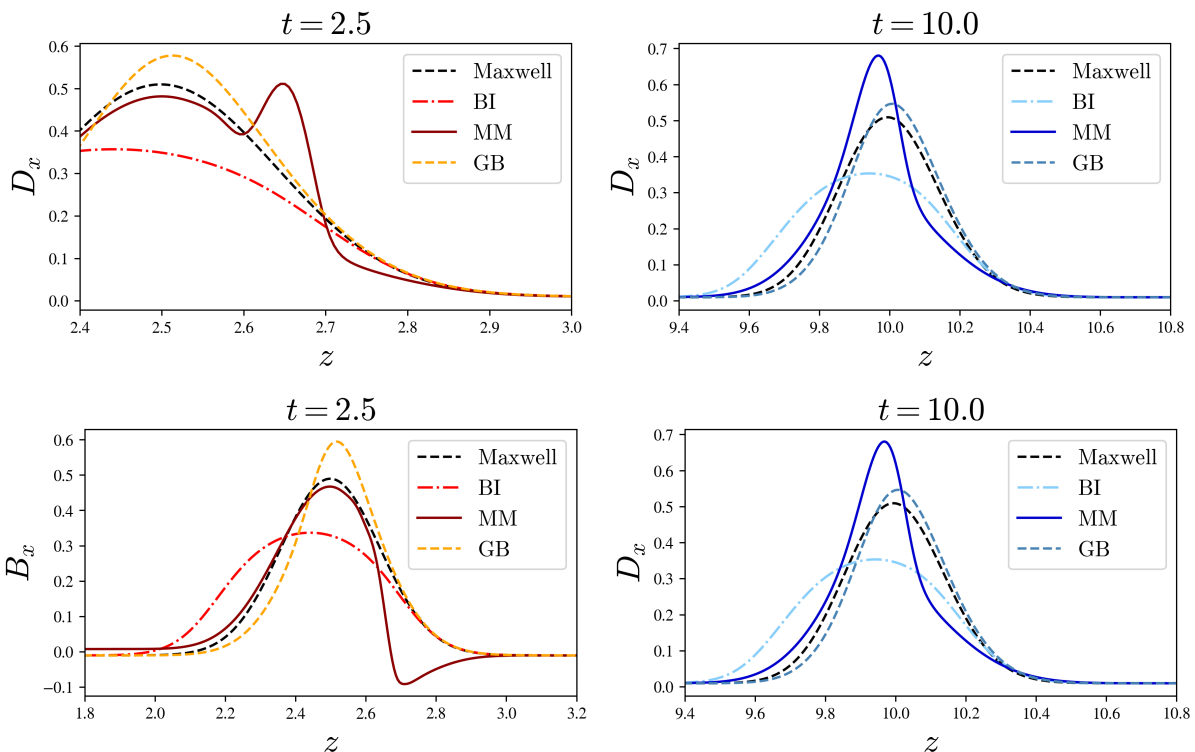 t = 2.5
0.6
0.5
0.4
0.3
0.2
0.1
0.0
D_x
Maxwell
BI
MM
GB
2.4 2.5 2.6 2.7 2.8 2.9 3.0
z
t = 10.0
0.7
0.6
0.5
0.4
0.3
0.2
0.1
0.0
D_x
Maxwell
BI
MM
GB
9.4 9.6 9.8 10.0 10.2 10.4 10.6 10.8
z
t = 2.5
0.6
0.5
0.4
0.3
0.2
0.1
0.0
−0.1
B_x
Maxwell
BI
MM
GB
1.8 2.0 2.2 2.4 2.6 2.8 3.0 3.2
z
t = 10.0
0.7
0.6
0.5
0.4
0.3
0.2
0.1
0.0
D_x
Maxwell
BI
MM
GB
9.4 9.6 9.8 10.0 10.2 10.4 10.6 10.8
z